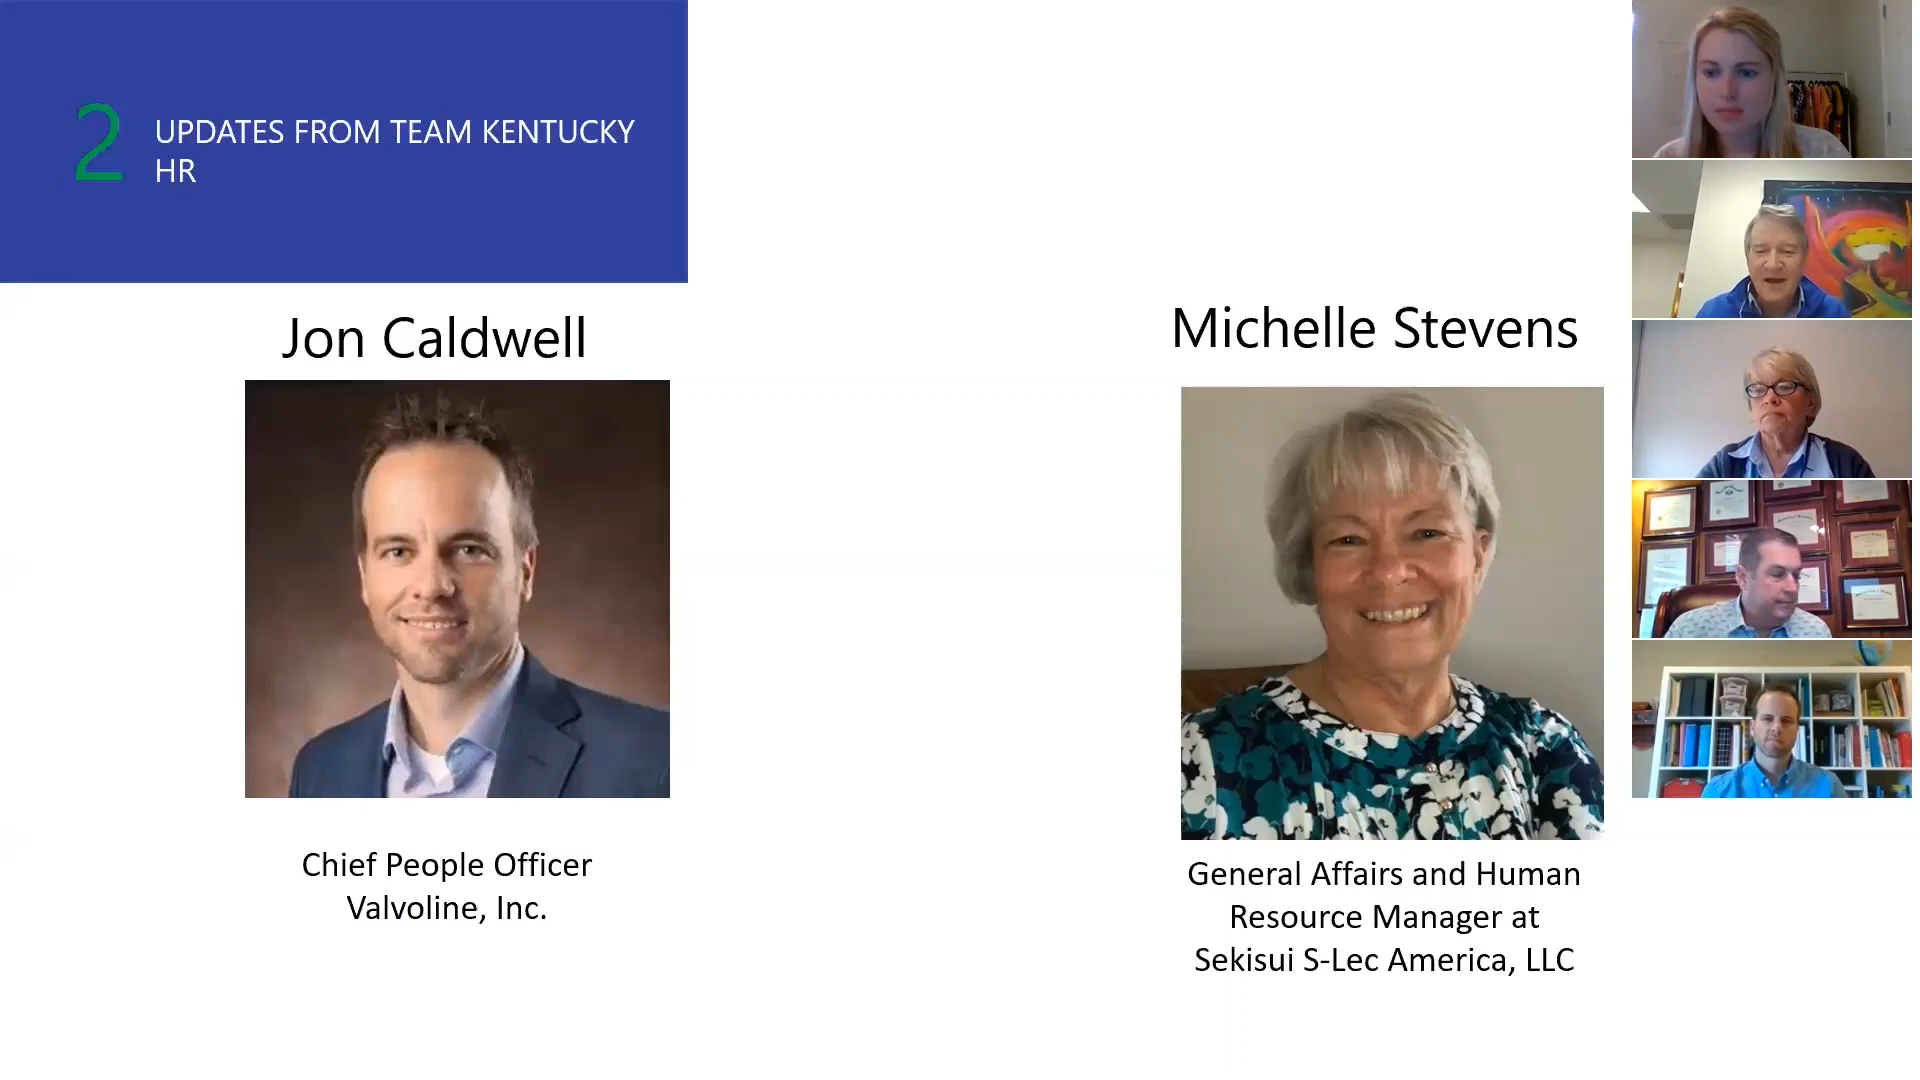 2
UPDATES FROM TEAM KENTUCKY
HR
Jon Caldwell
Michelle Stevens
Chief People Officer
Valvoline, Inc.
General Affairs and Human
Resource Manager at
Sekisui S-Lec America, LLC